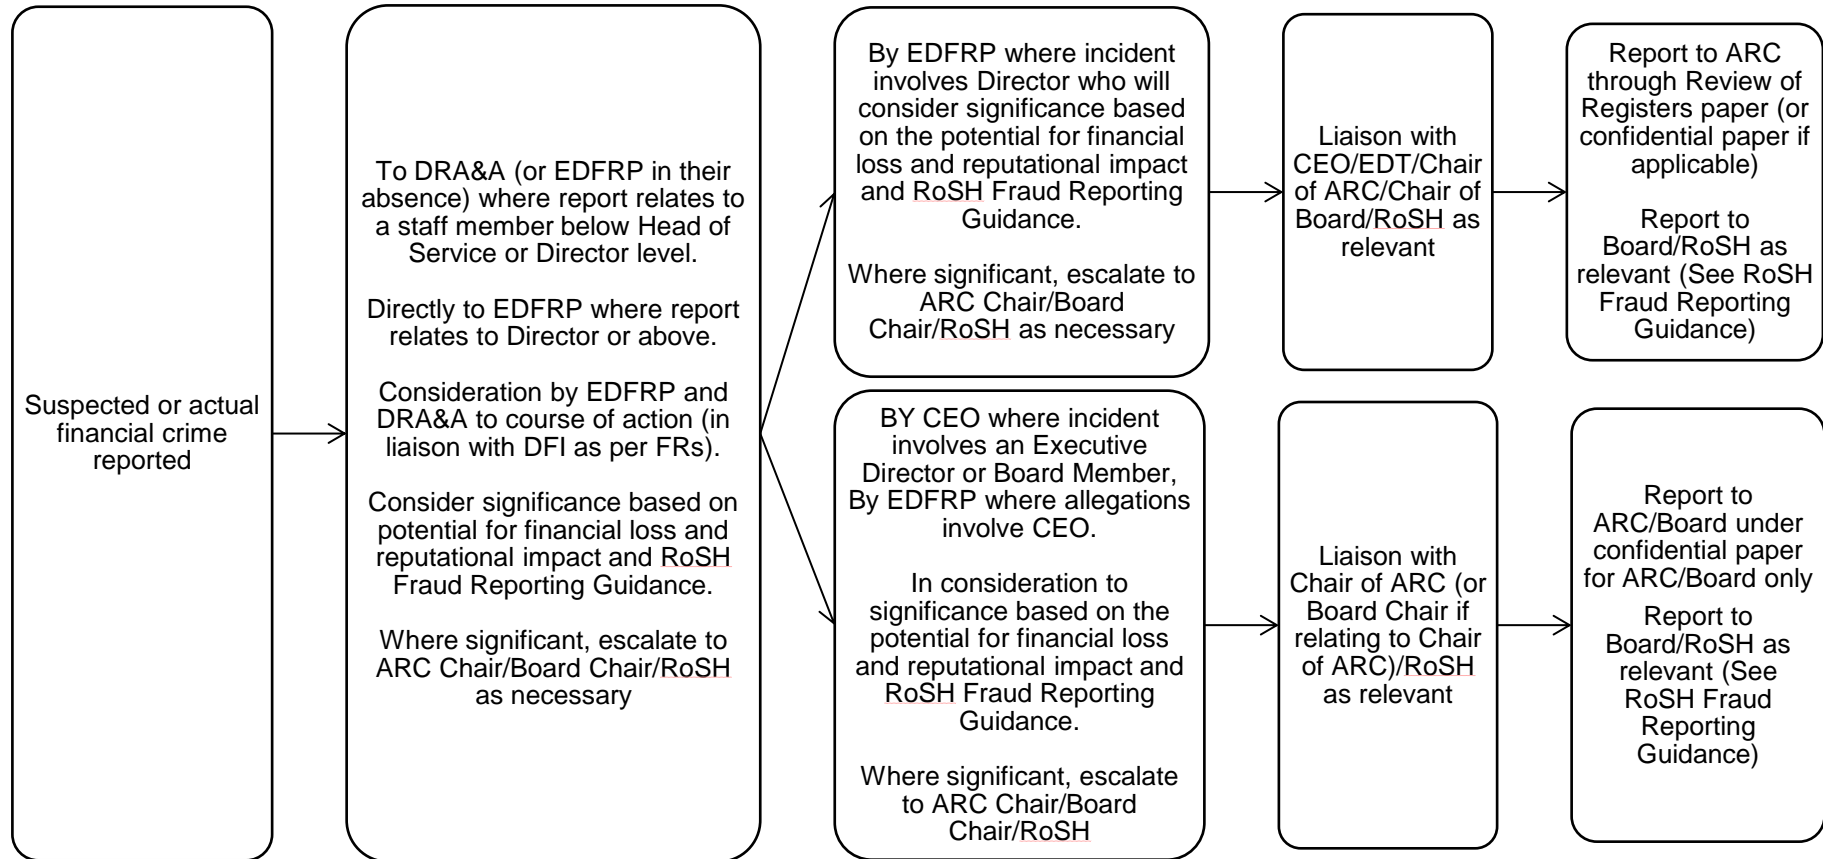 Suspected or actual
financial crime
reported
To DRA&A (or EDFRP in their
absence) where report relates to
a staff member below Head of
Service or Director level.
Directly to EDFRP where report
relates to Director or above.
Consideration by EDFRP and
DRA&A to course of action (in
liaison with DFI as per FRs).
Consider significance based on
potential for financial loss and
reputational impact and RoSH
Fraud Reporting Guidance.
Where significant, escalate to
ARC Chair/Board Chair/RoSH
as necessary
By EDFRP where incident
involves Director who will
consider significance based
on the potential for financial
loss and reputational impact
and RoSH Fraud Reporting
Guidance.
Where significant, escalate to
ARC Chair/Board
Chair/RoSH as necessary
Liaison with
CEO/EDT/Chair
of ARC/Chair of
Board/RoSH as
relevant
Report to ARC
through Review of
Registers paper (or
confidential paper if
applicable)
Report to
Board/RoSH as
relevant (See RoSH
Fraud Reporting
Guidance)
BY CEO where incident
involves an Executive
Director or Board Member,
By EDFRP where allegations
involve CEO.
In consideration to
significance based on the
potential for financial loss
and reputational impact and
RoSH Fraud Reporting
Guidance.
Where significant, escalate
to ARC Chair/Board
Chair/RoSH
Liaison with
Chair of ARC (or
Board Chair if
relating to Chair
of ARC)/RoSH
as relevant
Report to
ARC/Board under
confidential paper
for ARC/Board only
Report to
Board/RoSH as
relevant (See
RoSH Fraud
Reporting
Guidance)